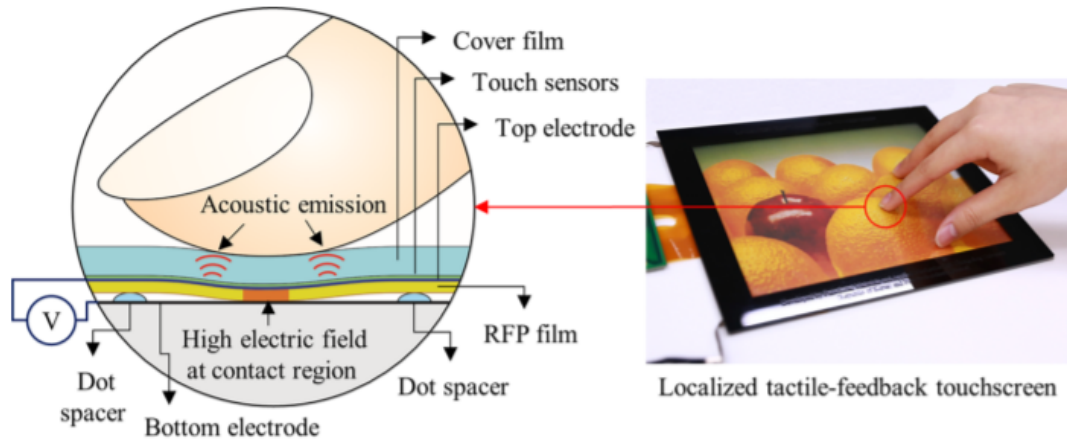 Cover film
Touch sensors
Top electrode
Acoustic emission
V
High electric field
at contact region
RFP film
Dot
spacer
Dot spacer
Bottom electrode
Localized tactile-feedback touchscreen